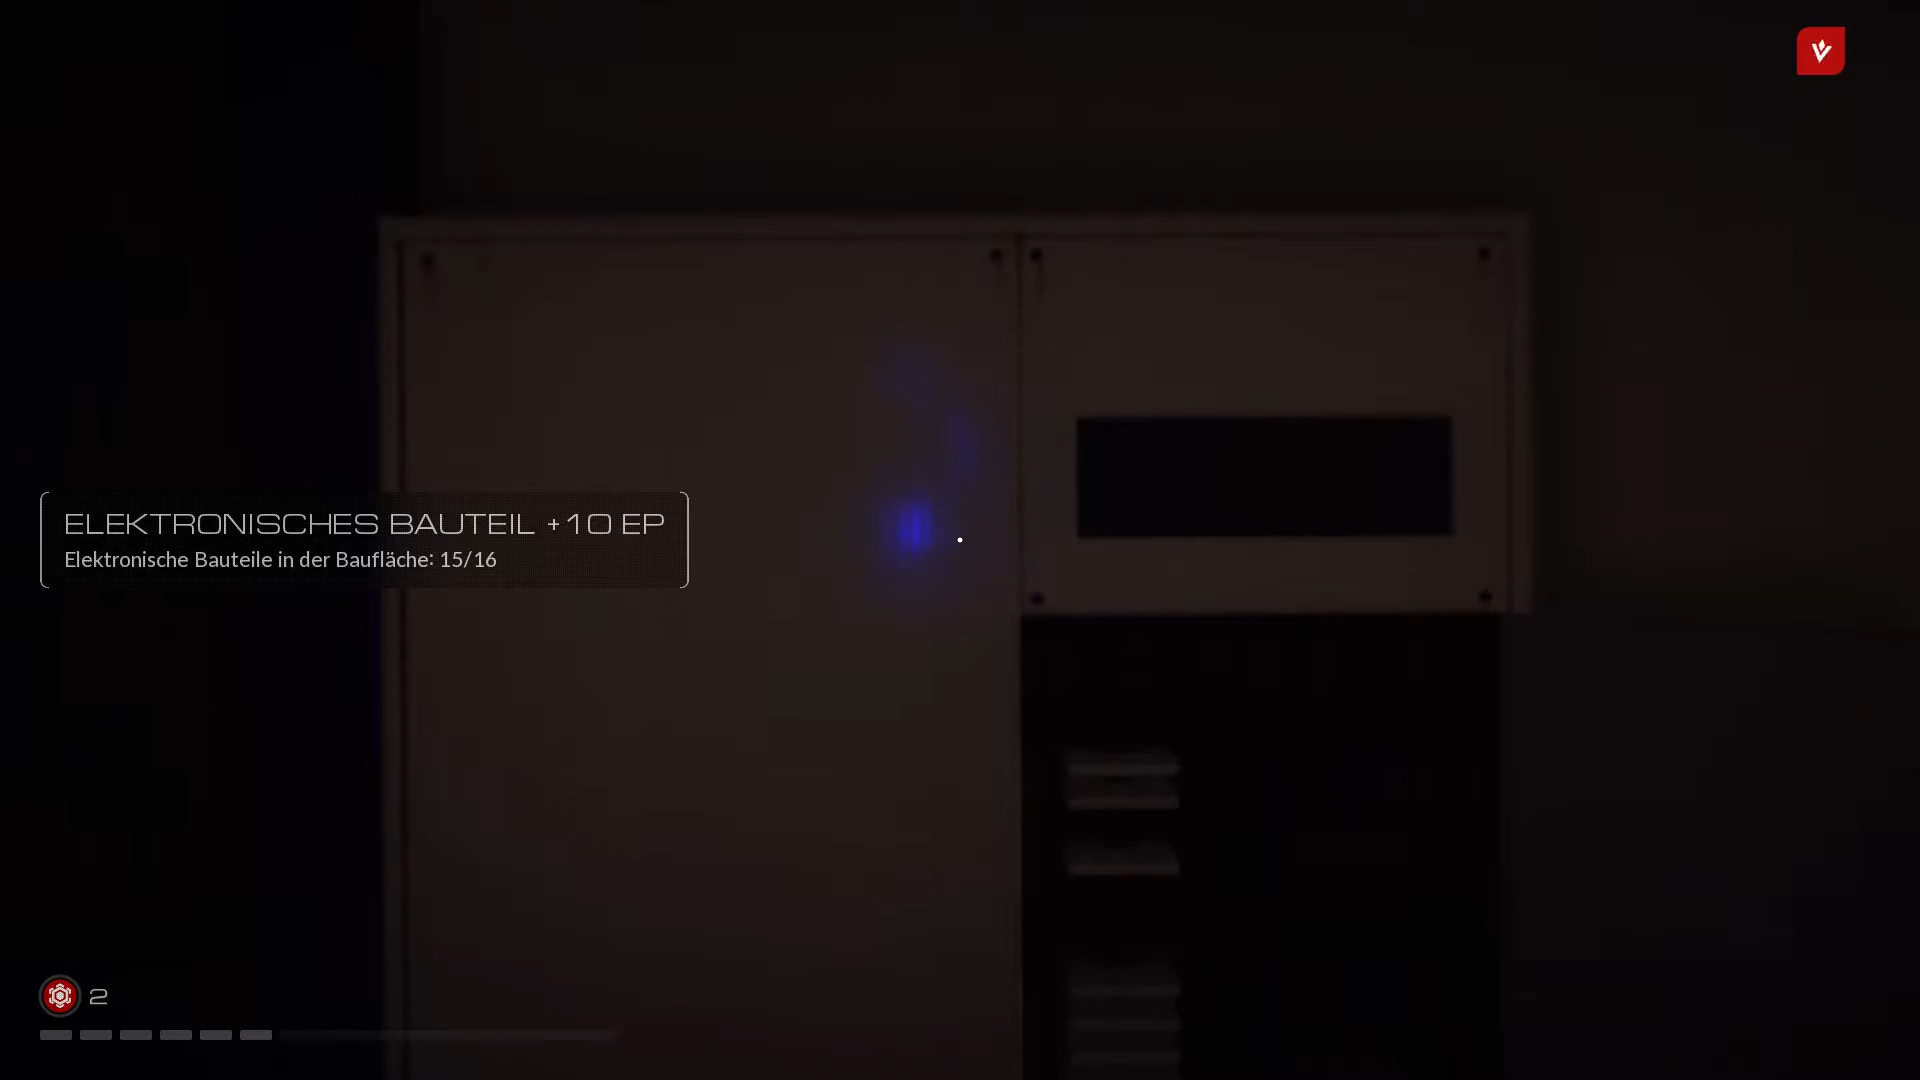 ELEKTRONISCHES BAUTEIL +10 EP
Elektronische Bauteile in der Baufläche: 15/16
2